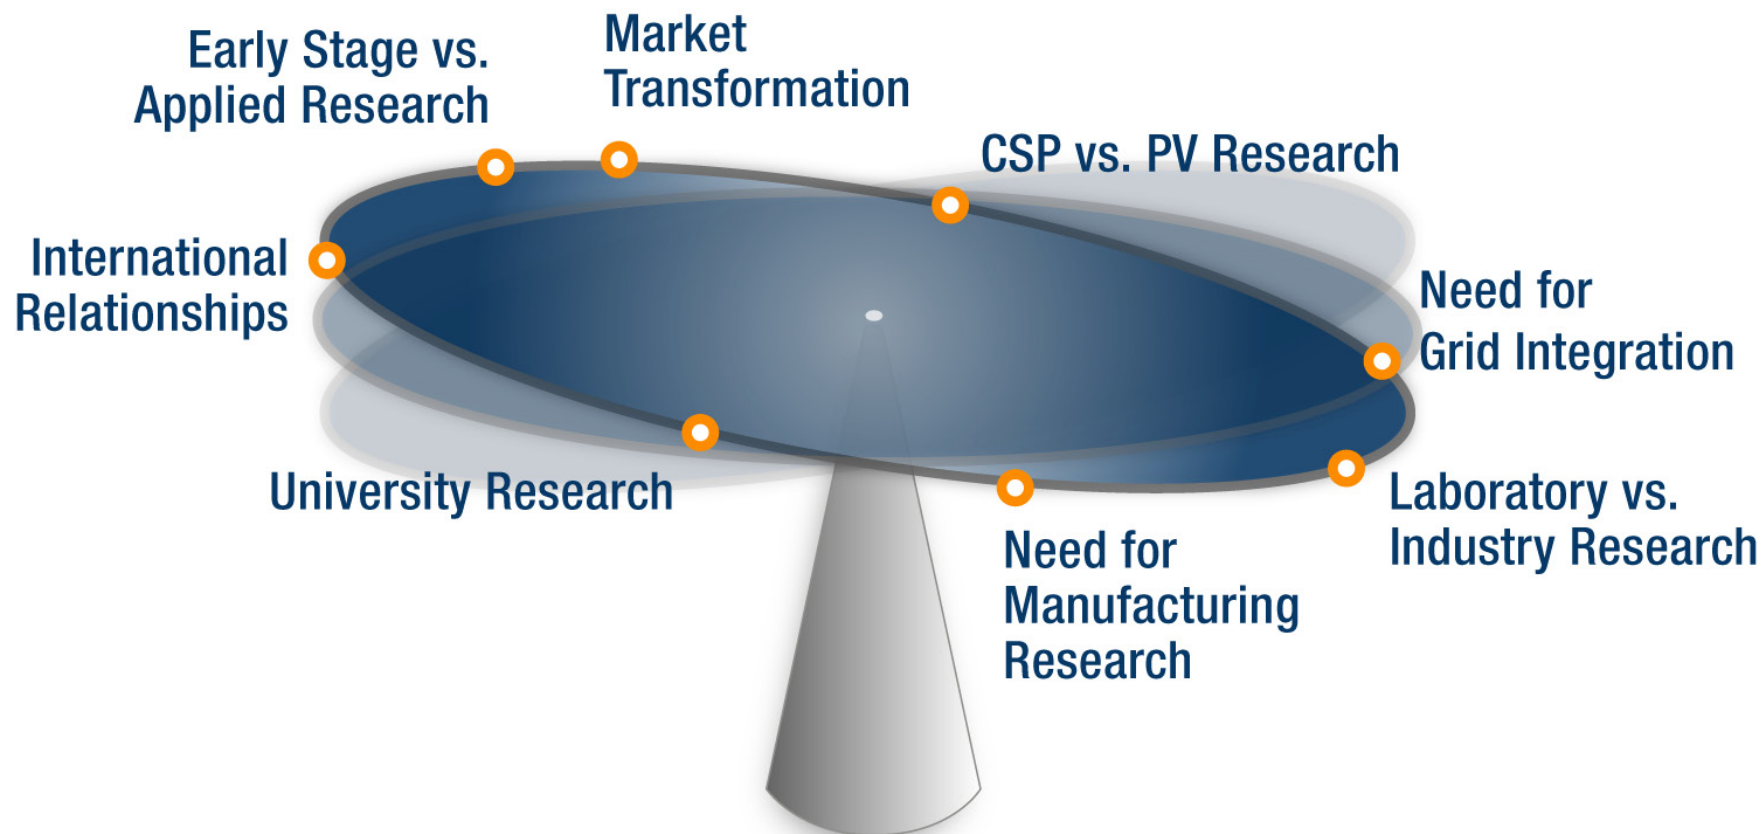 Early Stage vs.
Applied Research
Market
Transformation
CSP vs. PV Research
International
Relationships
Need for
Grid Integration
University Research
Laboratory vs.
Industry Research
Need for
Manufacturing
Research